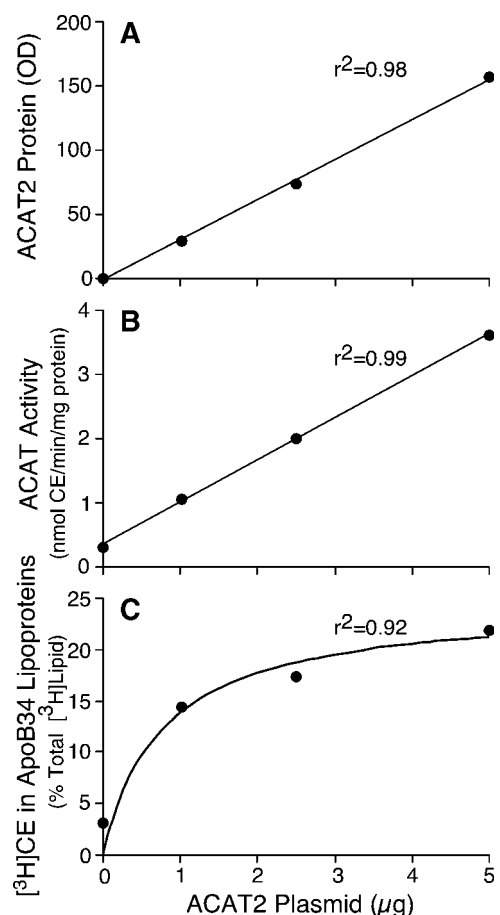 A
ACAT2 Protein (OD)
200
150
100
50
0
r²=0.98
B
ACAT Activity
(nmol CE/min/mg protein)
4
3
2
1
0
r²=0.99
C
[³H]CE in ApoB34 Lipoproteins
(% Total [³H]Lipid)
25
20
15
10
5
0
r²=0.92
0 1 2 3 4 5
ACAT2 Plasmid (µg)